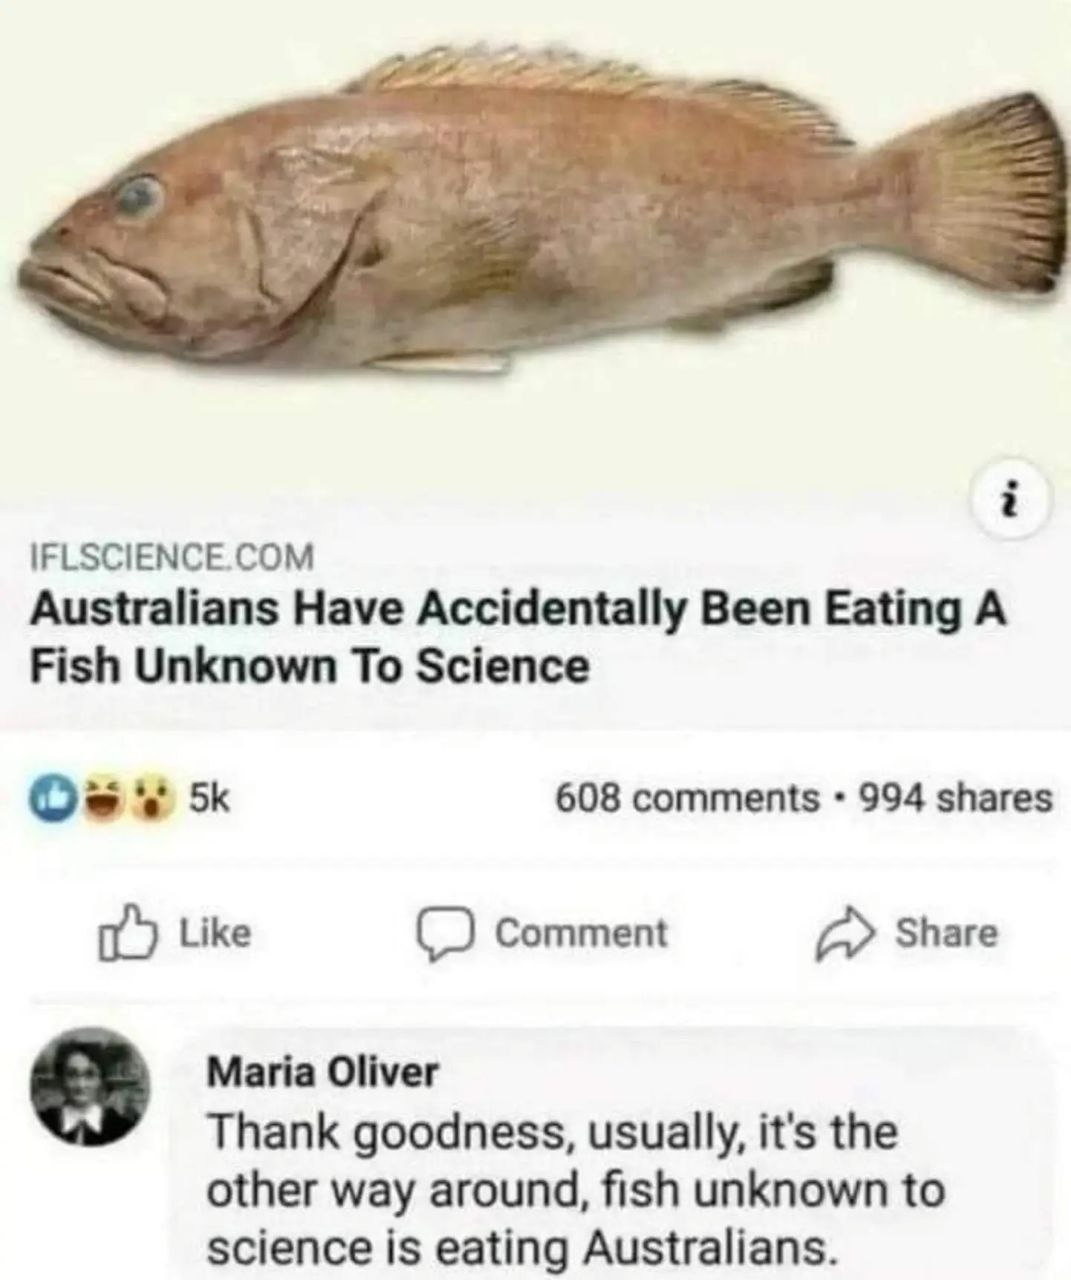 i
IFLSCIENCE.COM
Australians Have Accidentally Been Eating A
Fish Unknown To Science
5k
608 comments • 994 shares
Like
Comment
Share
Maria Oliver
Thank goodness, usually, it's the
other way around, fish unknown to
science is eating Australians.